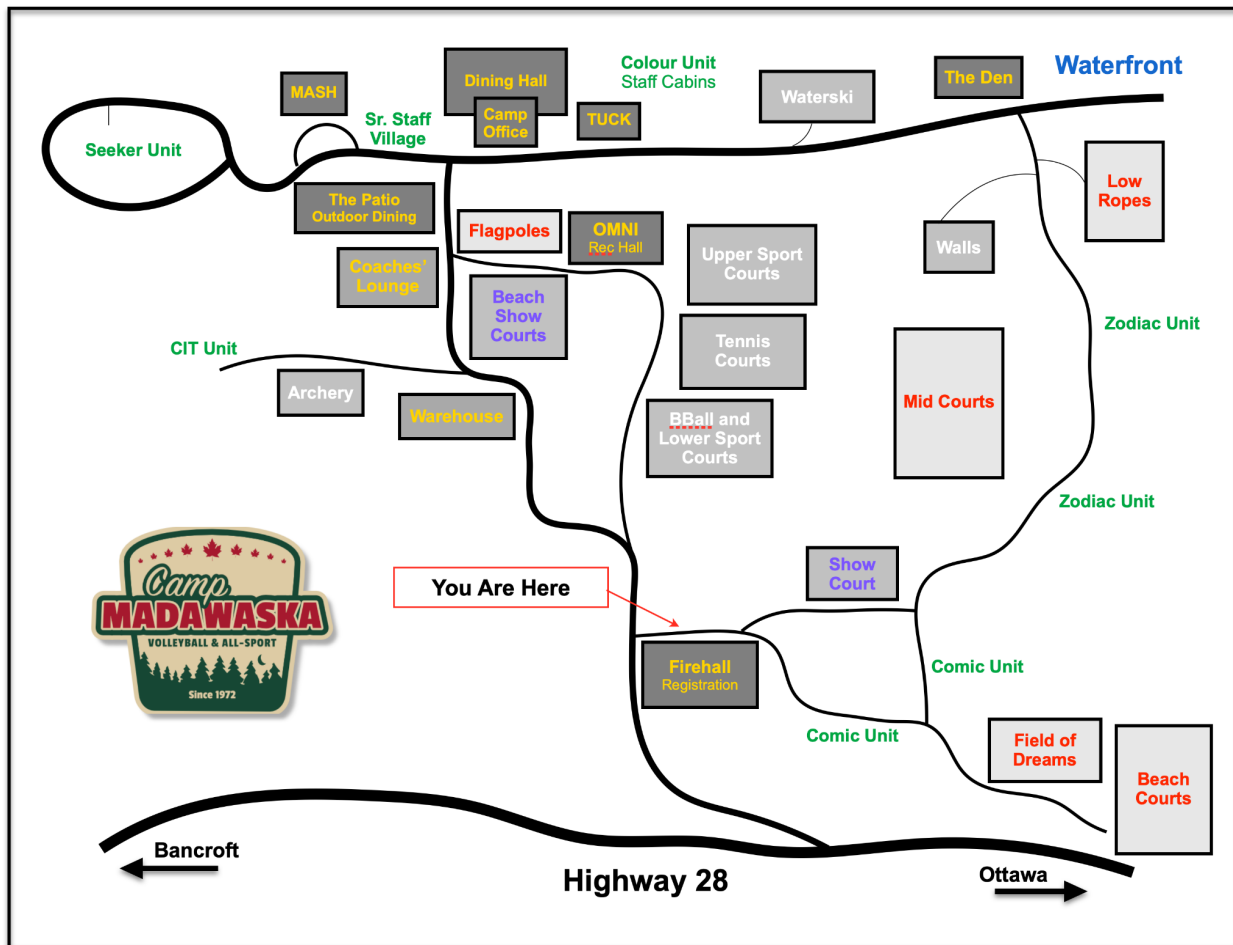 Colour Unit
Staff Cabins
Waterfront
MASH
Dining Hall
Camp
Office
TUCK
Waterski
The Den
Sr. Staff
Village
Seeker Unit
The Patio
Outdoor Dining
Flagpoles
OMNI
Rec Hall
Low
Ropes
Walls
Upper Sport
Courts
Coaches'
Lounge
Beach
Show
Courts
Zodiac Unit
CIT Unit
Tennis
Courts
Archery
Warehouse
BBall and
Lower Sport
Courts
Mid Courts
Zodiac Unit
Show
Court
You Are Here
Camp
MADAWASKA
VOLLEYBALL & ALL-SPORT
Since 1972
Firehall
Registration
Comic Unit
Comic Unit
Field of
Dreams
Beach
Courts
Bancroft
Highway 28
Ottawa